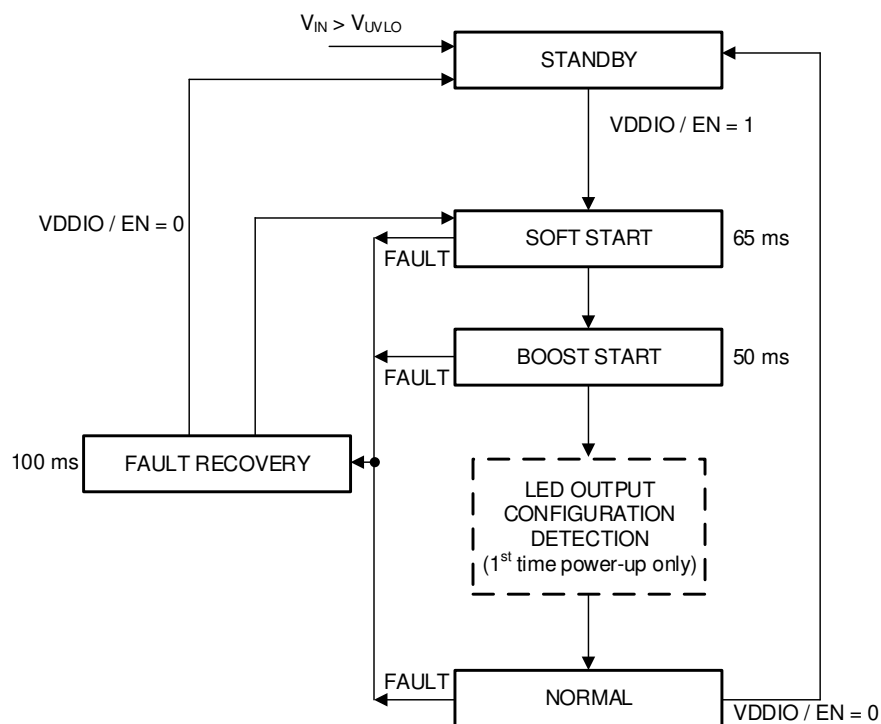 V_IN > V_UVLO
STANDBY
VDDIO / EN = 1
VDDIO / EN = 0
SOFT START
65 ms
FAULT
BOOST START
50 ms
FAULT
100 ms
FAULT RECOVERY
LED OUTPUT
CONFIGURATION
DETECTION
(1st time power-up only)
FAULT
NORMAL
VDDIO / EN = 0